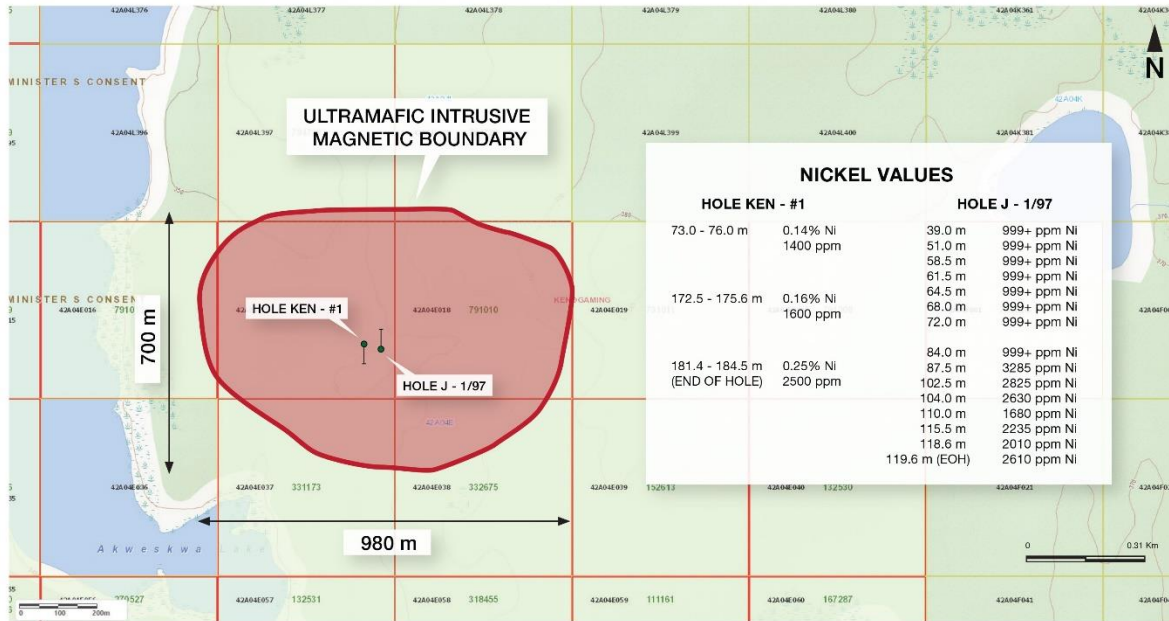 42A04L376
42A04L377
42A04L378
42A04L379
42A04L380
42A04K361
N
MINISTER S CONSENT
ULTRAMAFIC INTRUSIVE
MAGNETIC BOUNDARY
42A04K
42A04L396
42A04L397
42A04L399
42A04L400
42A04K381
NICKEL VALUES
HOLE KEN - #1
HOLE J - 1/97
73.0 - 76.0 m 0.14% Ni
1400 ppm
172.5 - 175.6 m 0.16% Ni
1600 ppm
181.4 - 184.5 m 0.25% Ni
(END OF HOLE) 2500 ppm
39.0 m 999+ ppm Ni
51.0 m 999+ ppm Ni
58.5 m 999+ ppm Ni
61.5 m 999+ ppm Ni
64.5 m 999+ ppm Ni
68.0 m 999+ ppm Ni
72.0 m 999+ ppm Ni
84.0 m 999+ ppm Ni
87.5 m 3285 ppm Ni
102.5 m 2825 ppm Ni
104.0 m 2630 ppm Ni
110.0 m 1680 ppm Ni
115.5 m 2235 ppm Ni
118.6 m 2010 ppm Ni
119.6 m (EOH) 2610 ppm Ni
MINISTER S CONSENT
42A04E016
42A04E018
791010
42A04E019
HOLE KEN - #1
HOLE J - 1/97
700 m
42A04E036
42A04E037
331173
42A04E038
332675
42A04E039
152613
42A04E040
132530
42A04F021
980 m
Akweskwa
0 0.31 Km
42A04E057
132531
42A04E058
318455
42A04E059
111161
42A04E060
167287
42A04F041
0 100 200m